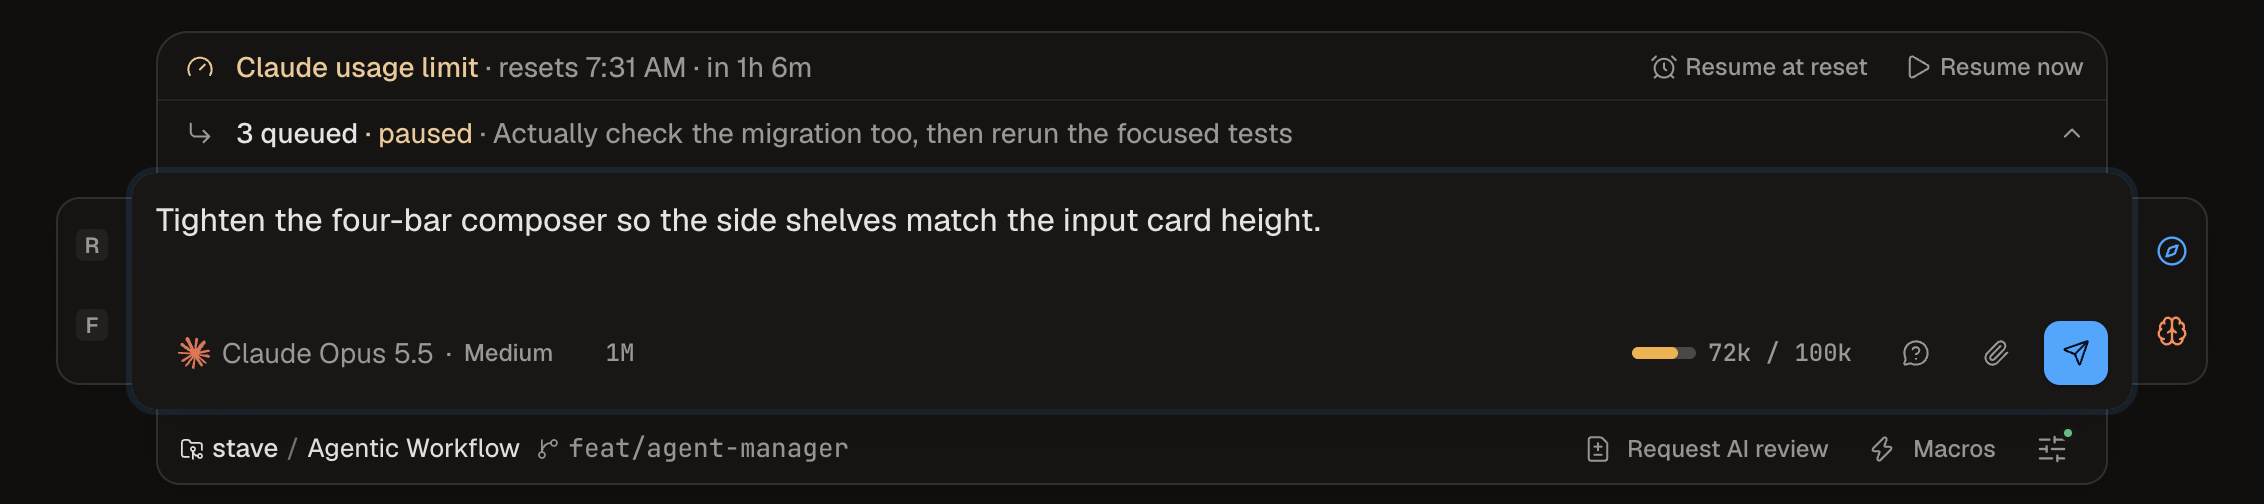 Claude usage limit · resets 7:31 AM · in 1h 6m Resume at reset Resume now
3 queued · paused · Actually check the migration too, then rerun the focused tests
Tighten the four-bar composer so the side shelves match the input card height.
R
F
Claude Opus 5.5 · Medium 1M 72k / 100k
stave / Agentic Workflow feat/agent-manager Request AI review Macros